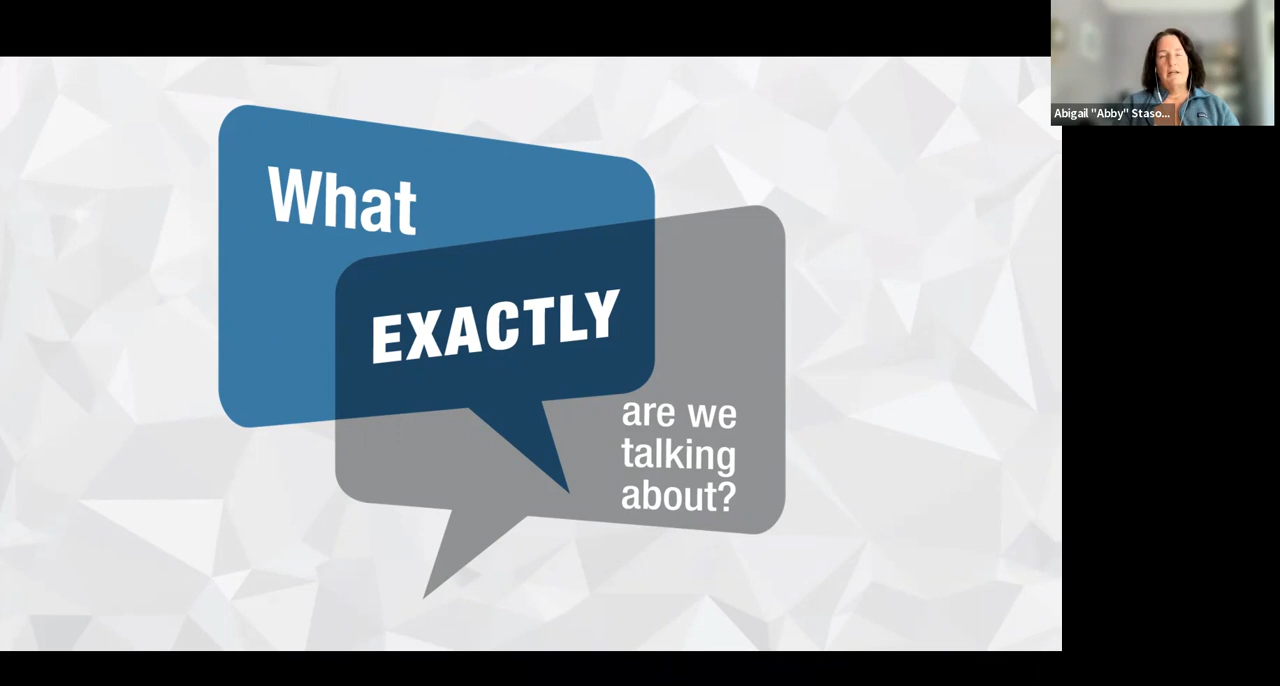 Abigail "Abby" Staso...
What
EXACTLY
are we
talking
about?